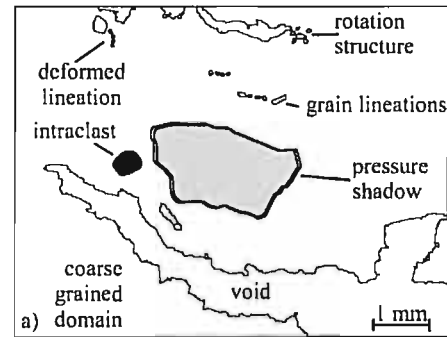 rotation
structure
deformed
lineation
grain lineations
intraclast
pressure
shadow
coarse
grained
domain
void
a)
1 mm